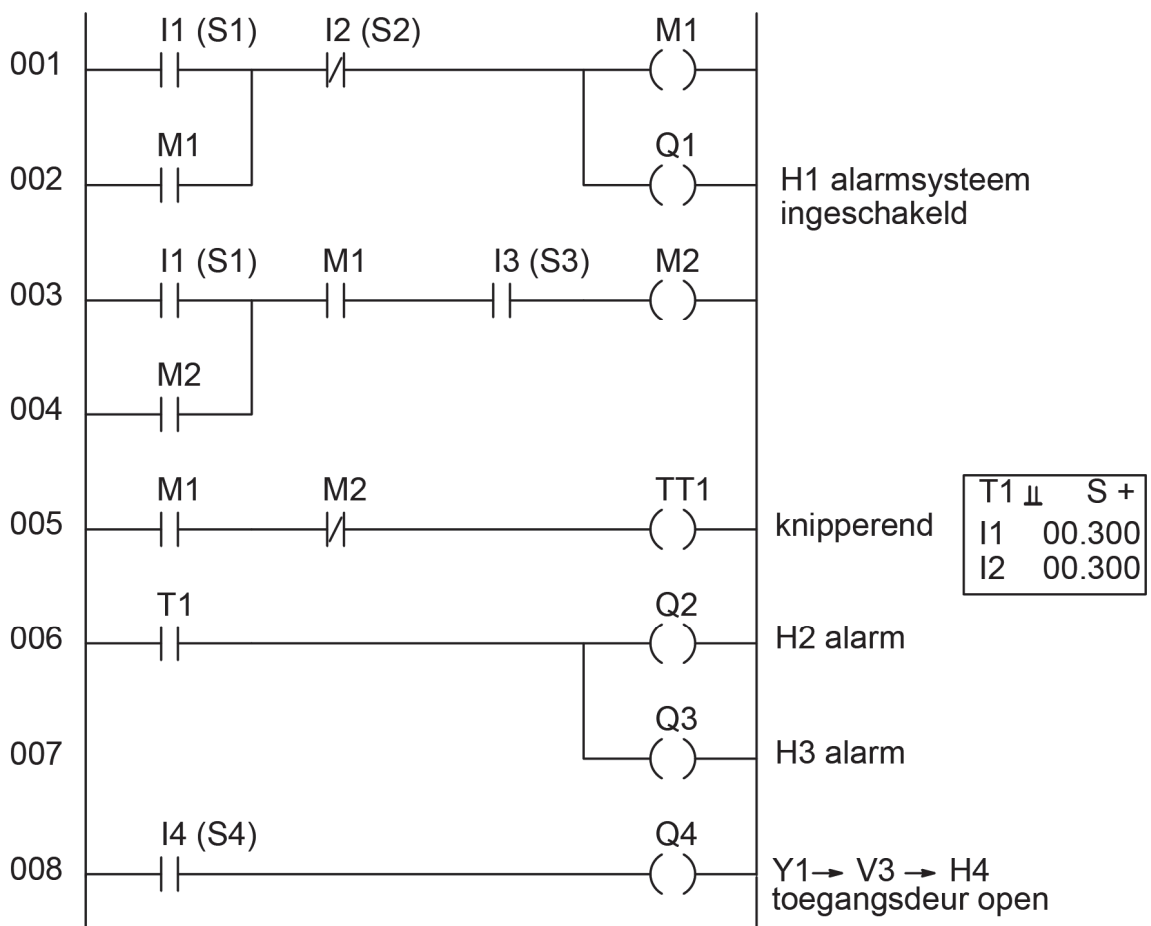 I1 (S1) I2 (S2) M1
001
M1 Q1
002 H1 alarmsysteem
ingeschakeld
I1 (S1) M1 I3 (S3) M2
003
M2
004
M1 M2 TT1
005 knipperend
T1 S +
I1 00.300
I2 00.300
T1 Q2
006 H2 alarm
Q3
007 H3 alarm
I4 (S4) Q4
008 Y1→ V3 → H4
toegangsdeur open